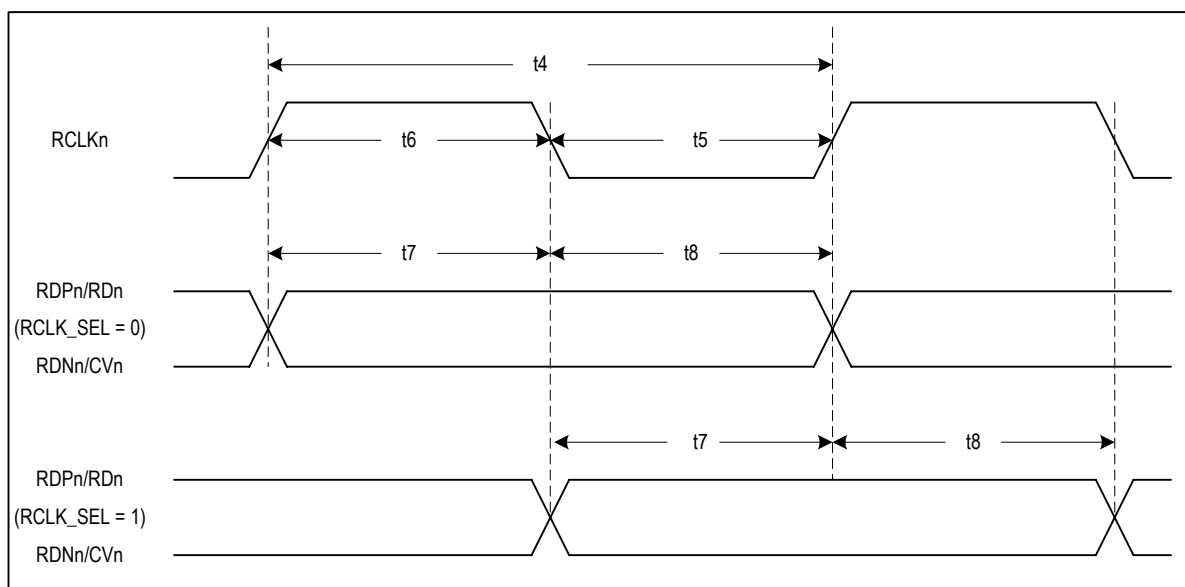 t4
RCLKn
t6
t5
t7
t8
RDPn/RDn
(RCLK_SEL = 0)
RDNn/CVn
t7
t8
RDPn/RDn
(RCLK_SEL = 1)
RDNn/CVn